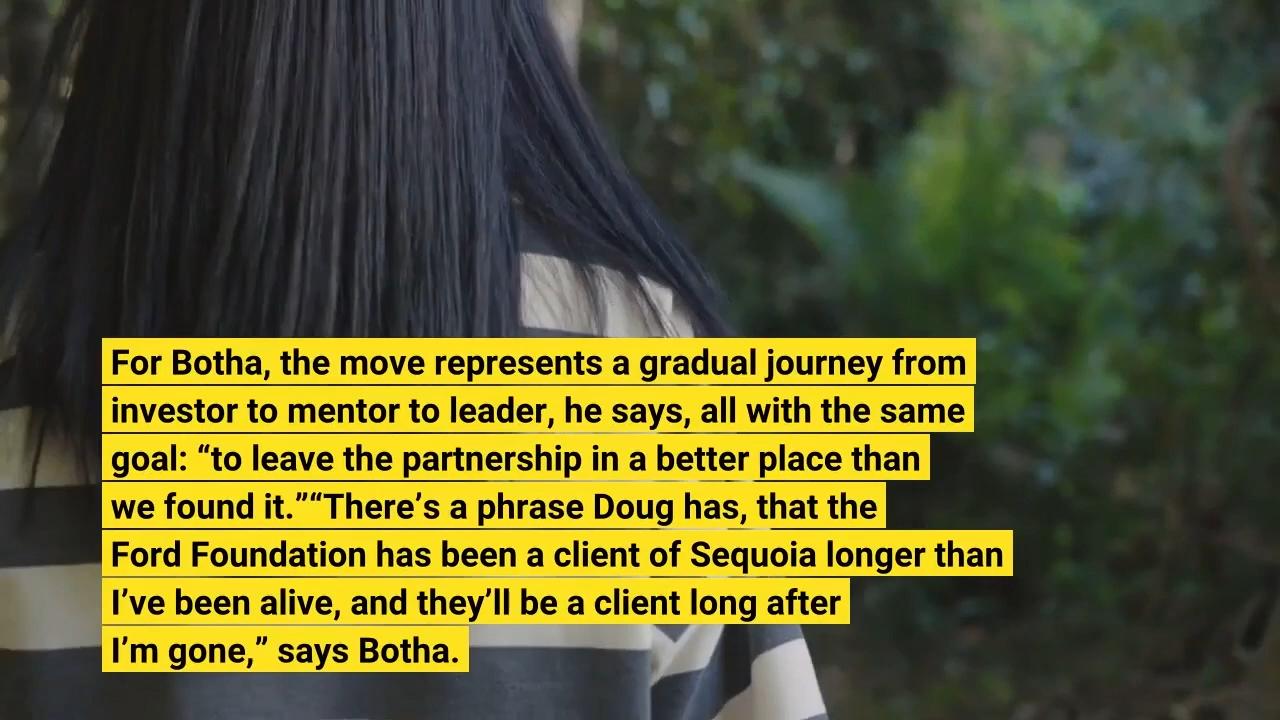 For Botha, the move represents a gradual journey from
investor to mentor to leader, he says, all with the same
goal: “to leave the partnership in a better place than
we found it.”“There’s a phrase Doug has, that the
Ford Foundation has been a client of Sequoia longer than
I’ve been alive, and they’ll be a client long after
I’m gone,” says Botha.